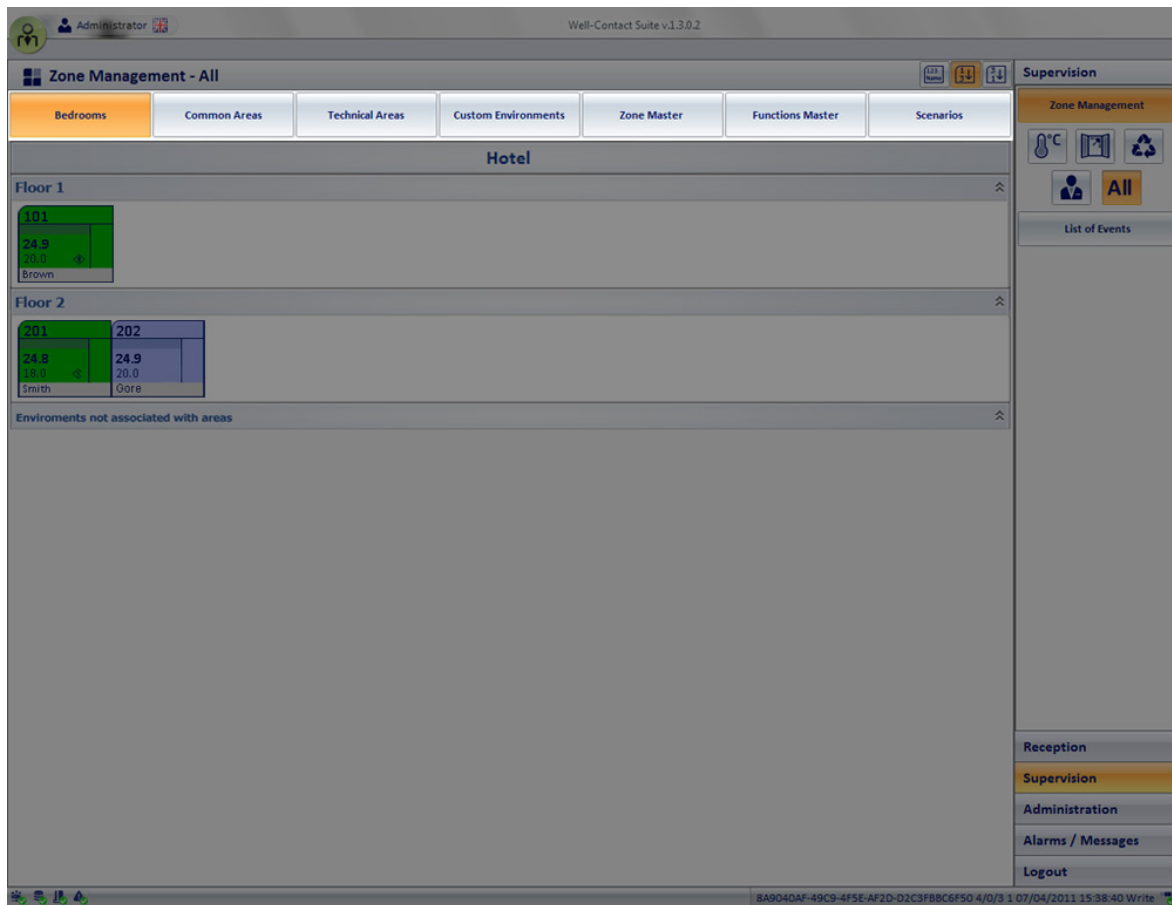 Administrator
Well-Contact Suite v.1.3.0.2
Zone Management - All
123 Name
Supervision
Bedrooms
Common Areas
Technical Areas
Custom Environments
Zone Master
Functions Master
Scenarios
Zone Management
°C
All
List of Events
Hotel
Floor 1
101
24.9
20.0
Brown
Floor 2
201 202
24.8 24.9
18.0 20.0
Smith Gore
Enviroments not associated with areas
Reception
Supervision
Administration
Alarms / Messages
Logout
8A9040AF-49C9-4F5E-AF2D-D2C3FBBC6F50 4/0/3 1 07/04/2011 15:38:40 Write